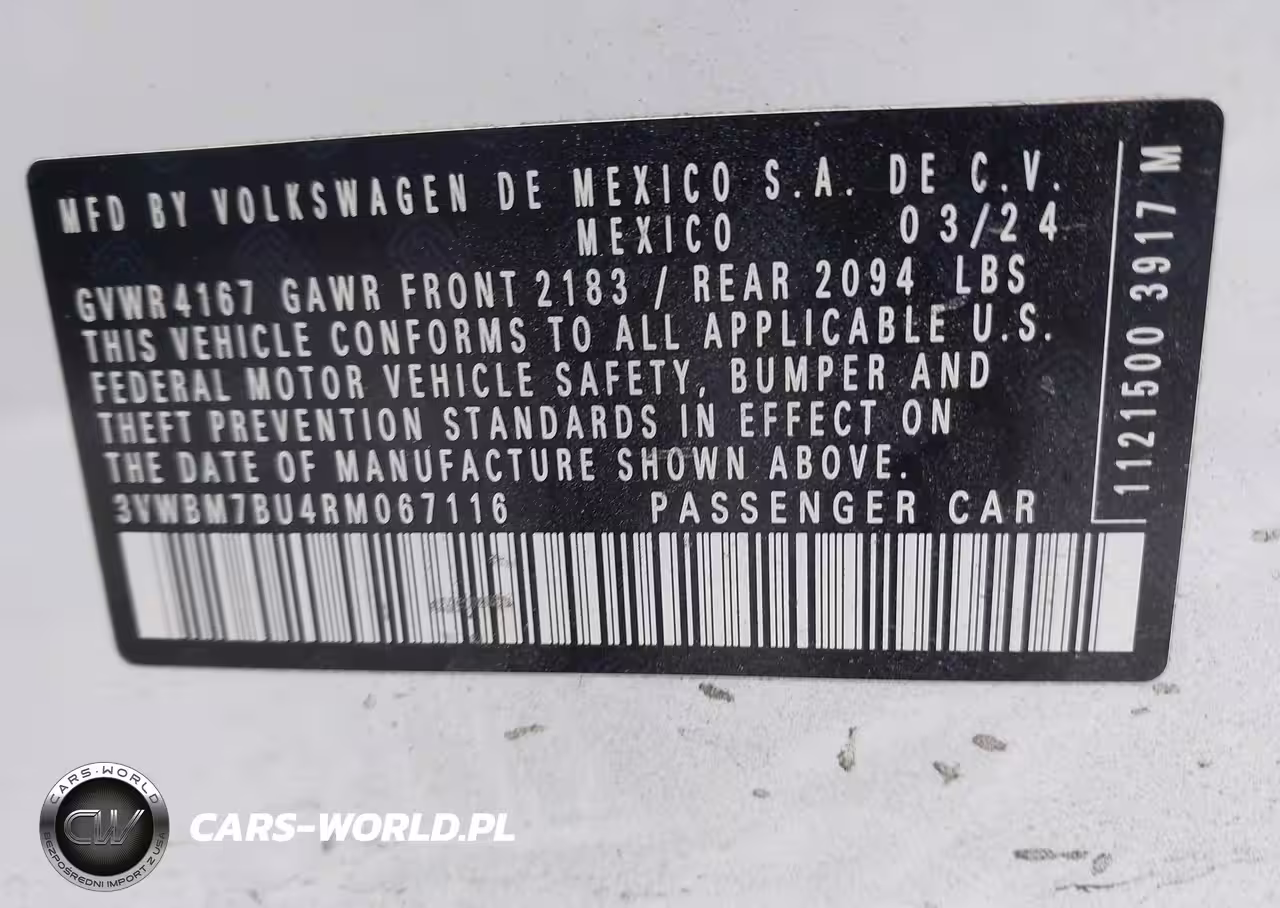 MFD BY VOLKSWAGEN DE MEXICO S.A. DE C.V.
MEXICO 03/24
GVWR 4167 GAWR FRONT 2183 / REAR 2094 LBS
THIS VEHICLE CONFORMS TO ALL APPLICABLE U.S.
FEDERAL MOTOR VEHICLE SAFETY, BUMPER AND
THEFT PREVENTION STANDARDS IN EFFECT ON
THE DATE OF MANUFACTURE SHOWN ABOVE.
3VWBM7BU4RM067116 PASSENGER CAR
1121500 3917 M
CARS-WORLD
CW
BEZPOŚREDNI IMPORT Z USA
CARS-WORLD.PL